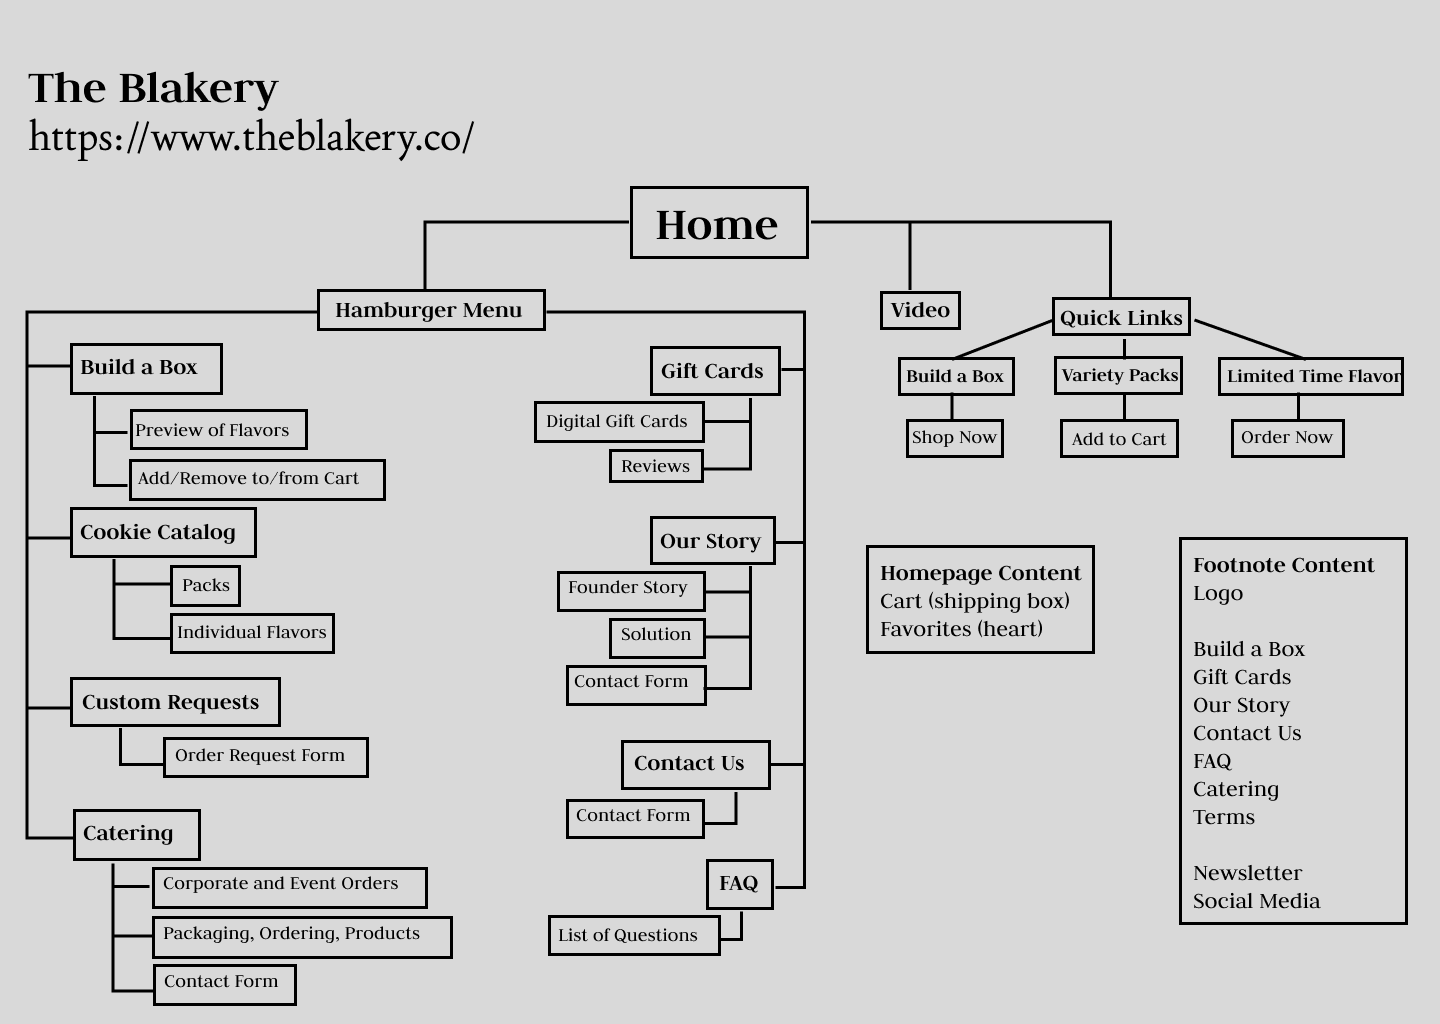 The Blakery
https://www.theblakery.co/
Home
Hamburger Menu
Build a Box
Preview of Flavors
Add/Remove to/from Cart
Cookie Catalog
Packs
Individual Flavors
Custom Requests
Order Request Form
Catering
Corporate and Event Orders
Packaging, Ordering, Products
Contact Form
Gift Cards
Digital Gift Cards
Reviews
Our Story
Founder Story
Solution
Contact Form
Contact Us
Contact Form
FAQ
List of Questions
Video
Quick Links
Build a Box
Shop Now
Variety Packs
Add to Cart
Limited Time Flavor
Order Now
Homepage Content
Cart (shipping box)
Favorites (heart)
Footnote Content
Logo
Build a Box
Gift Cards
Our Story
Contact Us
FAQ
Catering
Terms
Newsletter
Social Media